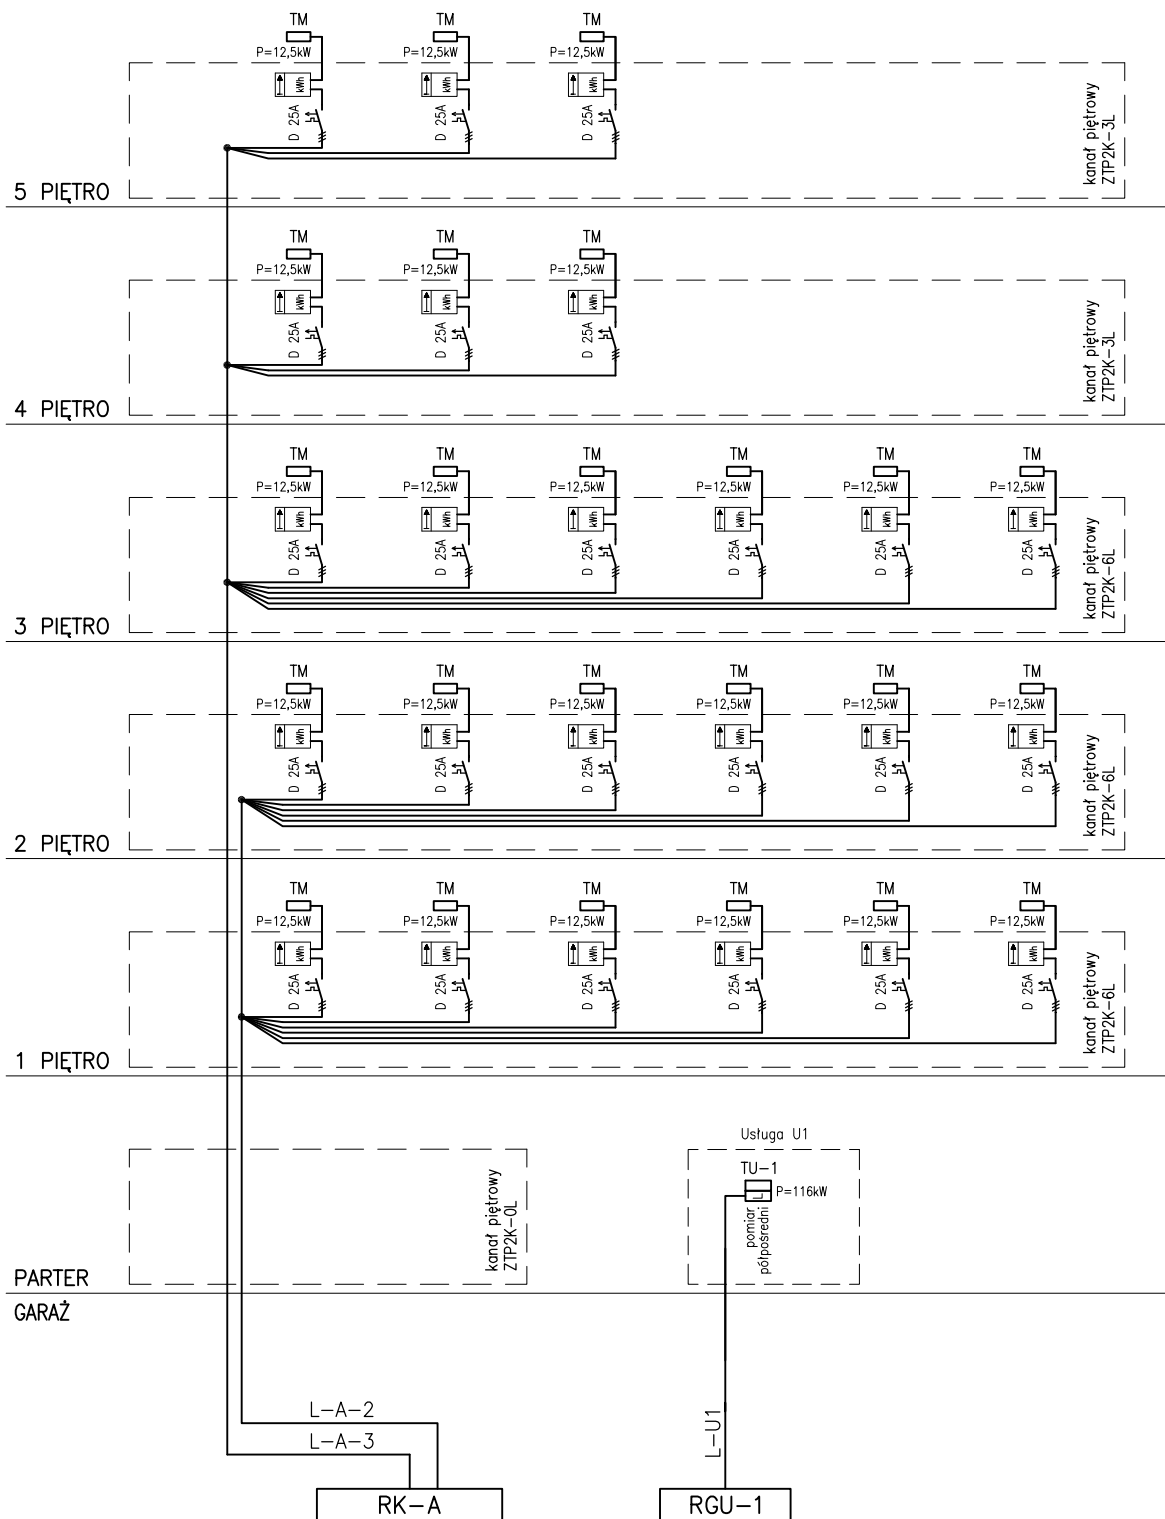 TM TM TM
P=12,5kW P=12,5kW P=12,5kW
kWh kWh kWh
D 25A D 25A D 25A
kanał piętrowy
ZTP2K-3L
5 PIĘTRO
TM TM TM
P=12,5kW P=12,5kW P=12,5kW
kWh kWh kWh
D 25A D 25A D 25A
kanał piętrowy
ZTP2K-3L
4 PIĘTRO
TM TM TM TM TM TM
P=12,5kW P=12,5kW P=12,5kW P=12,5kW P=12,5kW P=12,5kW
kWh kWh kWh kWh kWh kWh
D 25A D 25A D 25A D 25A D 25A D 25A
kanał piętrowy
ZTP2K-6L
3 PIĘTRO
TM TM TM TM TM TM
P=12,5kW P=12,5kW P=12,5kW P=12,5kW P=12,5kW P=12,5kW
kWh kWh kWh kWh kWh kWh
D 25A D 25A D 25A D 25A D 25A D 25A
kanał piętrowy
ZTP2K-6L
2 PIĘTRO
TM TM TM TM TM TM
P=12,5kW P=12,5kW P=12,5kW P=12,5kW P=12,5kW P=12,5kW
kWh kWh kWh kWh kWh kWh
D 25A D 25A D 25A D 25A D 25A D 25A
kanał piętrowy
ZTP2K-6L
1 PIĘTRO
Usługa U1
TU-1
P=116kW
L
pomiar
półpośredni
kanał piętrowy
ZTP2K-0L
PARTER
GARAŻ
L-A-2
L-A-3
L-U1
RK-A
RGU-1